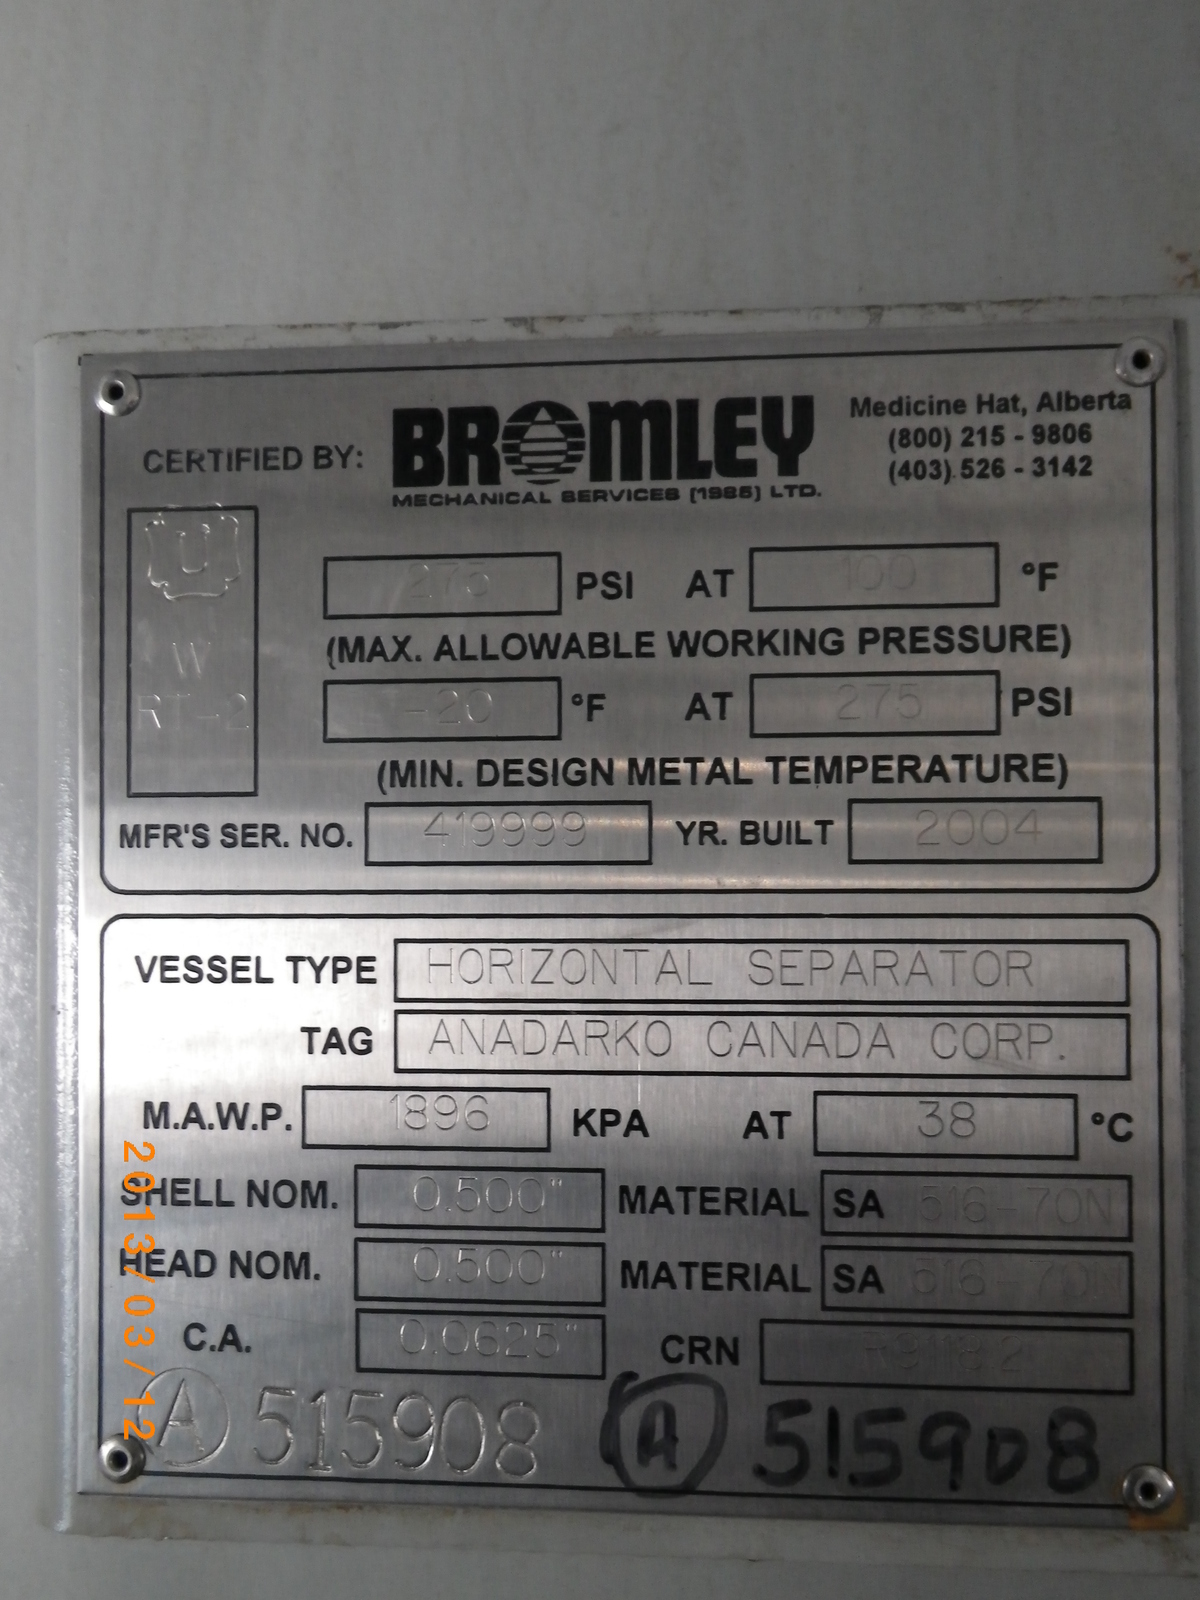 CERTIFIED BY: BROMLEY
MECHANICAL SERVICES (1985) LTD.
Medicine Hat, Alberta
(800) 215 - 9806
(403) 526 - 3142
U
W
RT-2
275 PSI AT 100 °F
(MAX. ALLOWABLE WORKING PRESSURE)
-20 °F AT 275 PSI
(MIN. DESIGN METAL TEMPERATURE)
MFR'S SER. NO. 419999 YR. BUILT 2004
VESSEL TYPE HORIZONTAL SEPARATOR
TAG ANADARKO CANADA CORP.
M.A.W.P. 1896 KPA AT 38 °C
SHELL NOM. 0.500" MATERIAL SA 516-70N
HEAD NOM. 0.500" MATERIAL SA 516-70N
C.A. 0.0625" CRN
A 515908 A 515908
2013/03/12